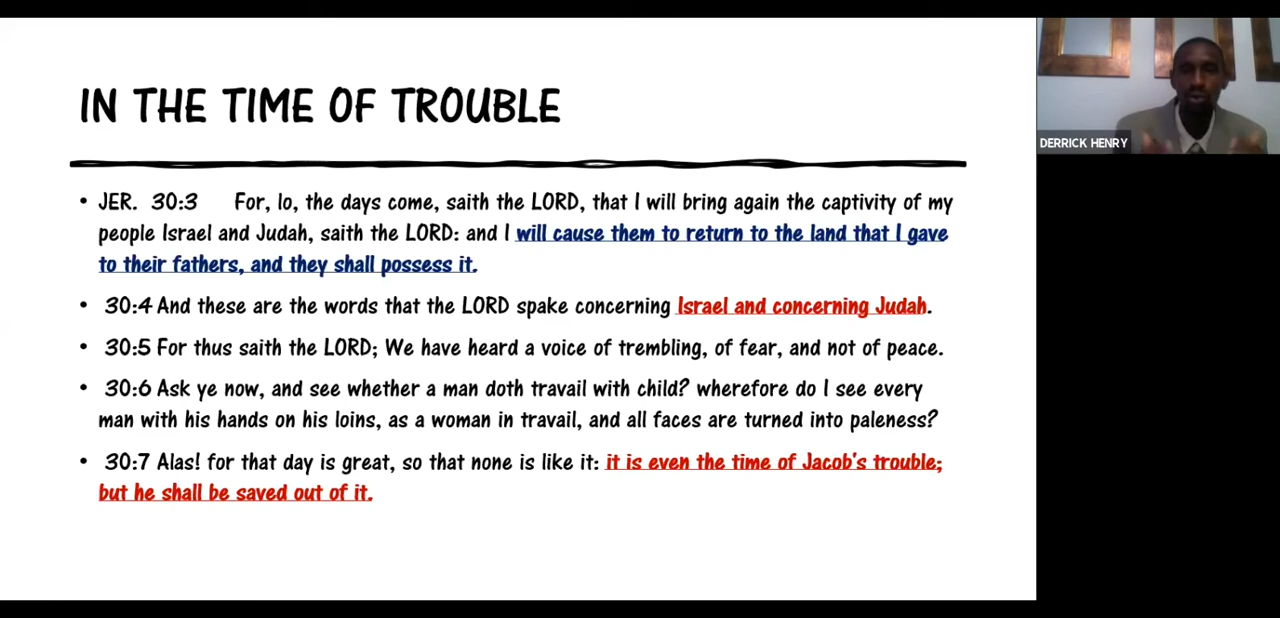 IN THE TIME OF TROUBLE
DERRICK HENRY
• JER. 30:3 For, lo, the days come, saith the LORD, that I will bring again the captivity of my
people Israel and Judah, saith the LORD: and I will cause them to return to the land that I gave
to their fathers, and they shall possess it.
• 30:4 And these are the words that the LORD spake concerning Israel and concerning Judah.
• 30:5 For thus saith the LORD; We have heard a voice of trembling, of fear, and not of peace.
• 30:6 Ask ye now, and see whether a man doth travail with child? wherefore do I see every
man with his hands on his loins, as a woman in travail, and all faces are turned into paleness?
• 30:7 Alas! for that day is great, so that none is like it: it is even the time of Jacob's trouble;
but he shall be saved out of it.